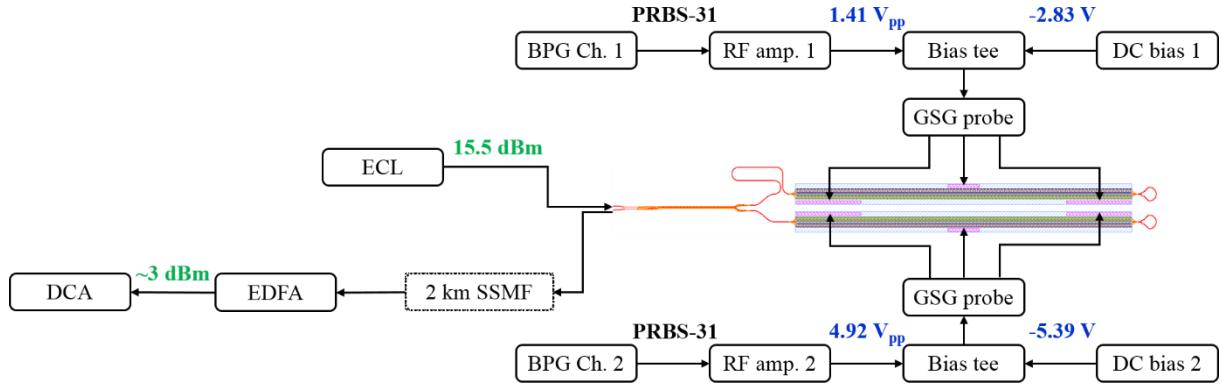 PRBS-31 1.41 Vpp -2.83 V
BPG Ch. 1 RF amp. 1 Bias tee DC bias 1
GSG probe
15.5 dBm
ECL
~3 dBm
DCA EDFA 2 km SSMF
GSG probe
PRBS-31 4.92 Vpp -5.39 V
BPG Ch. 2 RF amp. 2 Bias tee DC bias 2